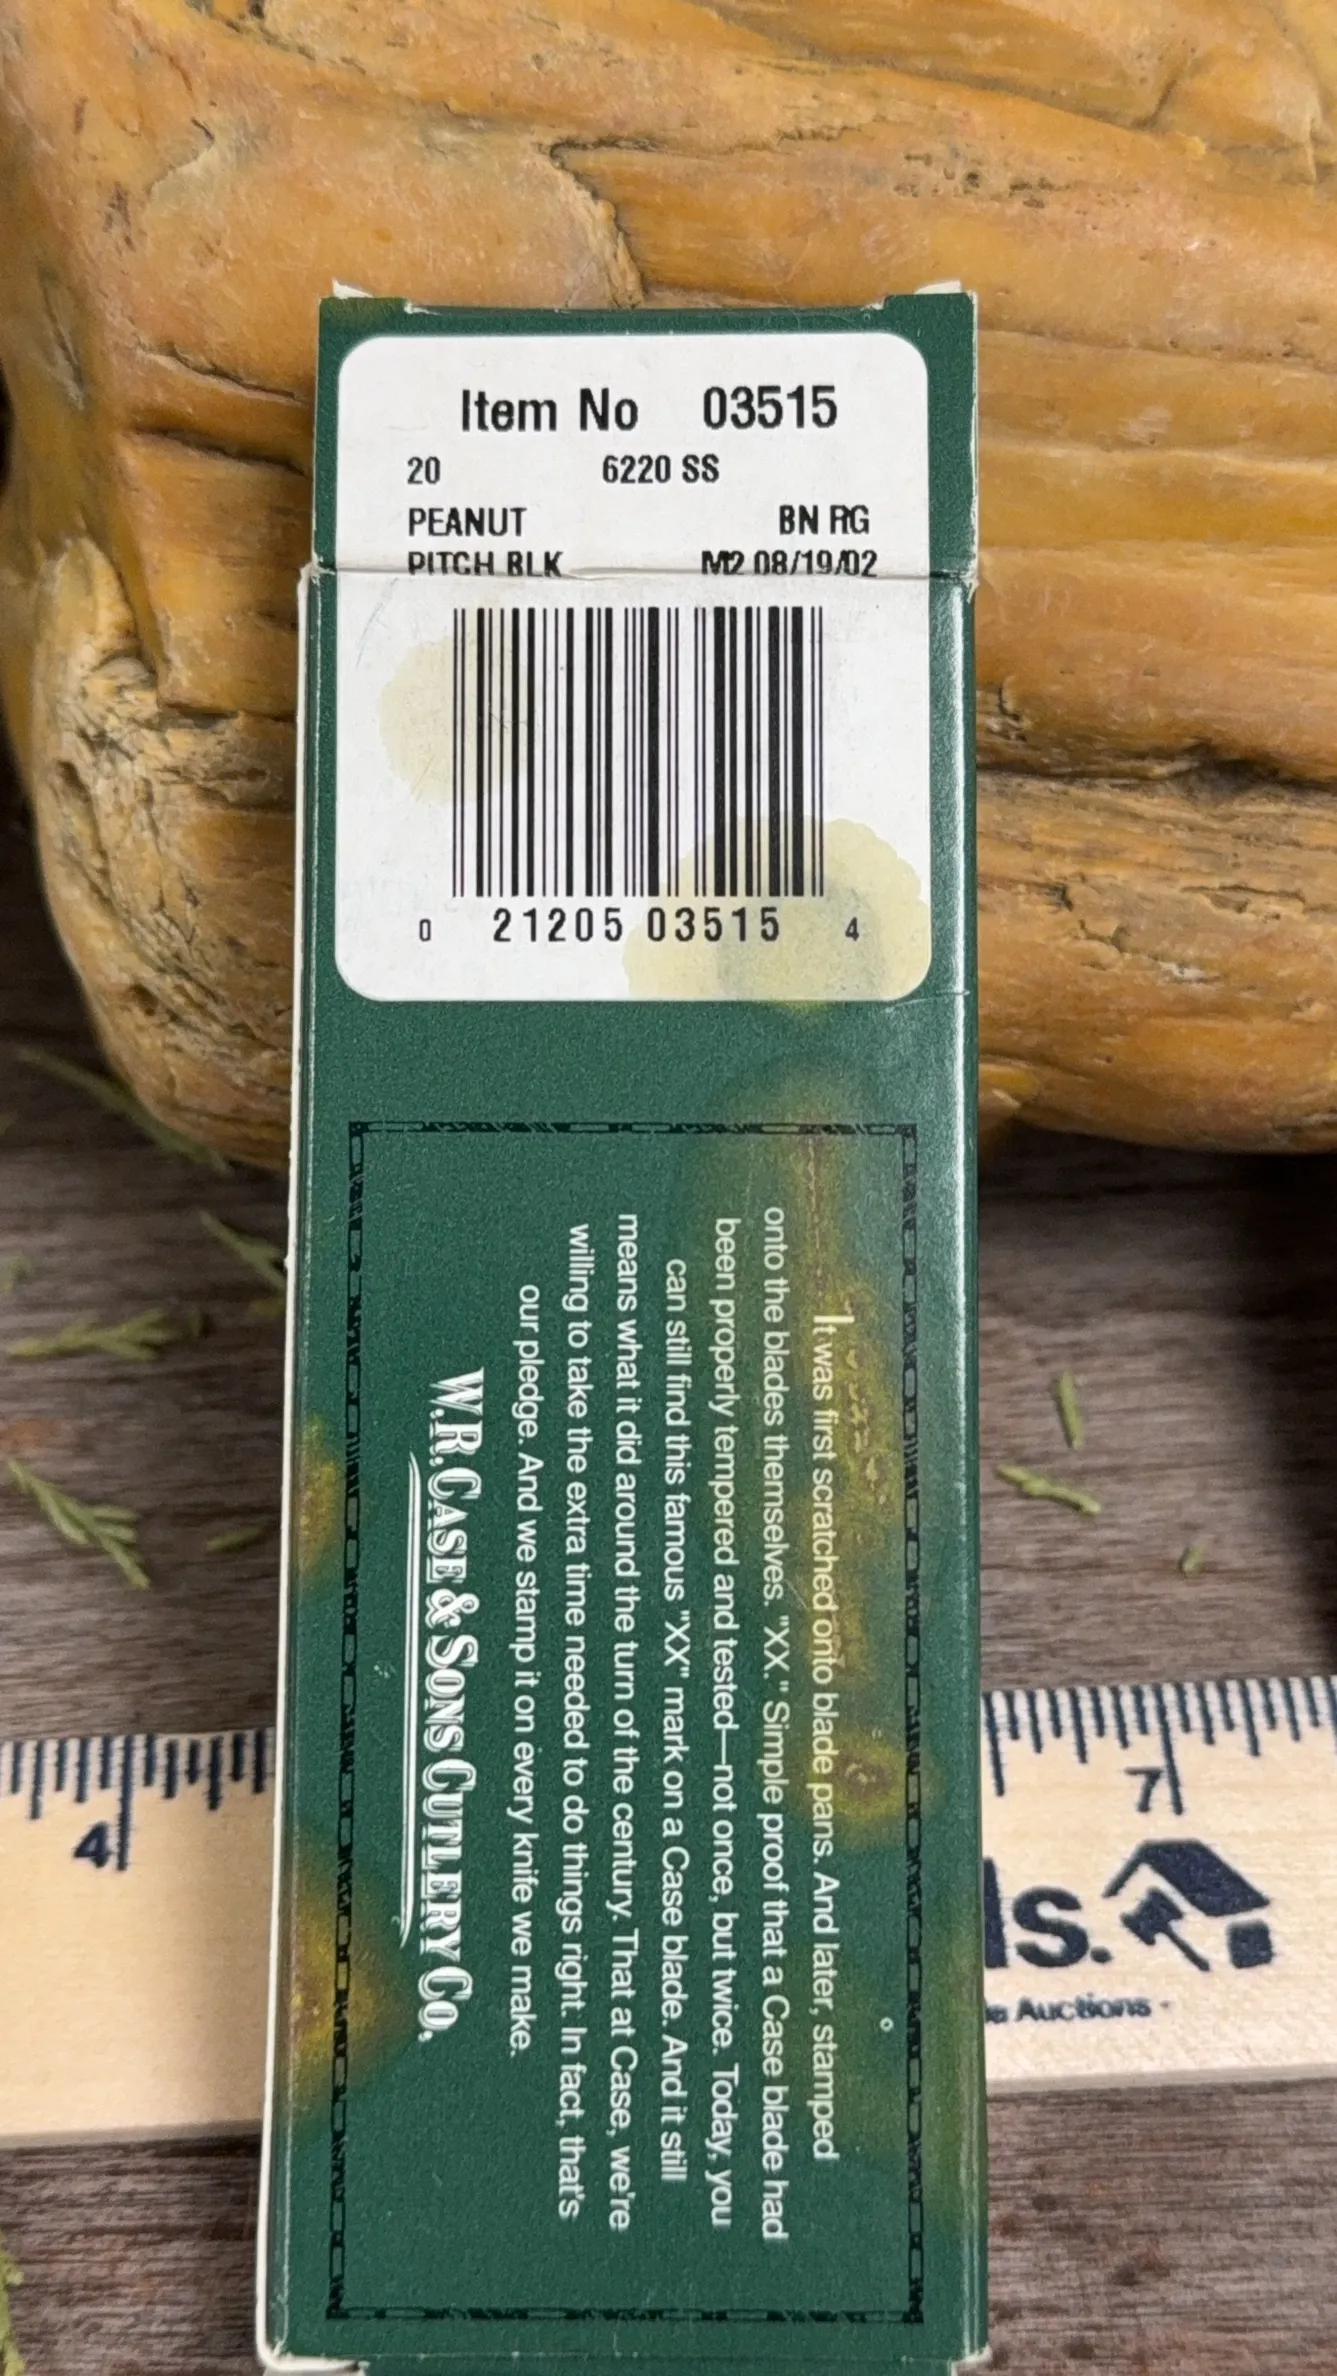 Item No 03515
20 6220 SS
PEANUT BN RG
PITCH BLK M2 08/19/02
0 21205 03515 4
It was first scratched onto blade pans. And later, stamped
onto the blades themselves. "XX." Simple proof that a Case blade had
been properly tempered and tested—not once, but twice. Today, you
can still find this famous "XX" mark on a Case blade. And it still
means what it did around the turn of the century. That at Case, we're
willing to take the extra time needed to do things right. In fact, that's
our pledge. And we stamp it on every knife we make.
W.R. CASE & SONS CUTLERY CO.
4
7
ls.
Auctions